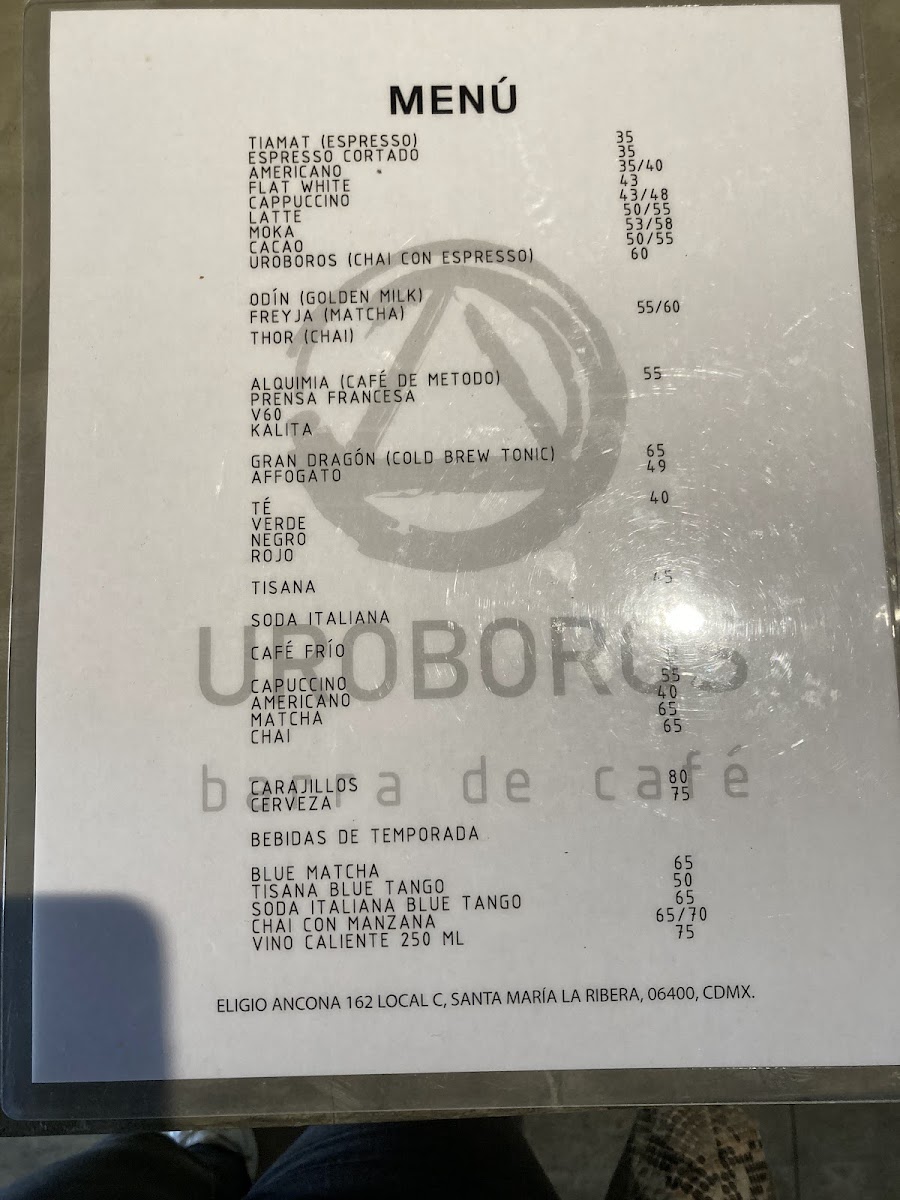 MENÚ
TIAMAT (ESPRESSO) 35
ESPRESSO CORTADO 35
AMERICANO 35/40
FLAT WHITE 43
CAPPUCCINO 43/48
LATTE 50/55
MOKA 53/58
CACAO 50/55
UROBOROS (CHAI CON ESPRESSO) 60
ODÍN (GOLDEN MILK)
FREYJA (MATCHA) 55/60
THOR (CHAI)
ALQUIMIA (CAFÉ DE METODO) 55
PRENSA FRANCESA
V60
KALITA
GRAN DRAGÓN (COLD BREW TONIC) 65
AFFOGATO 49
TÉ 40
VERDE
NEGRO
ROJO
TISANA
SODA ITALIANA
UROBOROS
CAFÉ FRÍO
CAPUCCINO 55
AMERICANO 40
MATCHA 65
CHAI 65
barra de café
CARAJILLOS 80
CERVEZA 75
BEBIDAS DE TEMPORADA
BLUE MATCHA 65
TISANA BLUE TANGO 50
SODA ITALIANA BLUE TANGO 65
CHAI CON MANZANA 65/70
VINO CALIENTE 250 ML 75
ELIGIO ANCONA 162 LOCAL C, SANTA MARÍA LA RIBERA, 06400, CDMX.